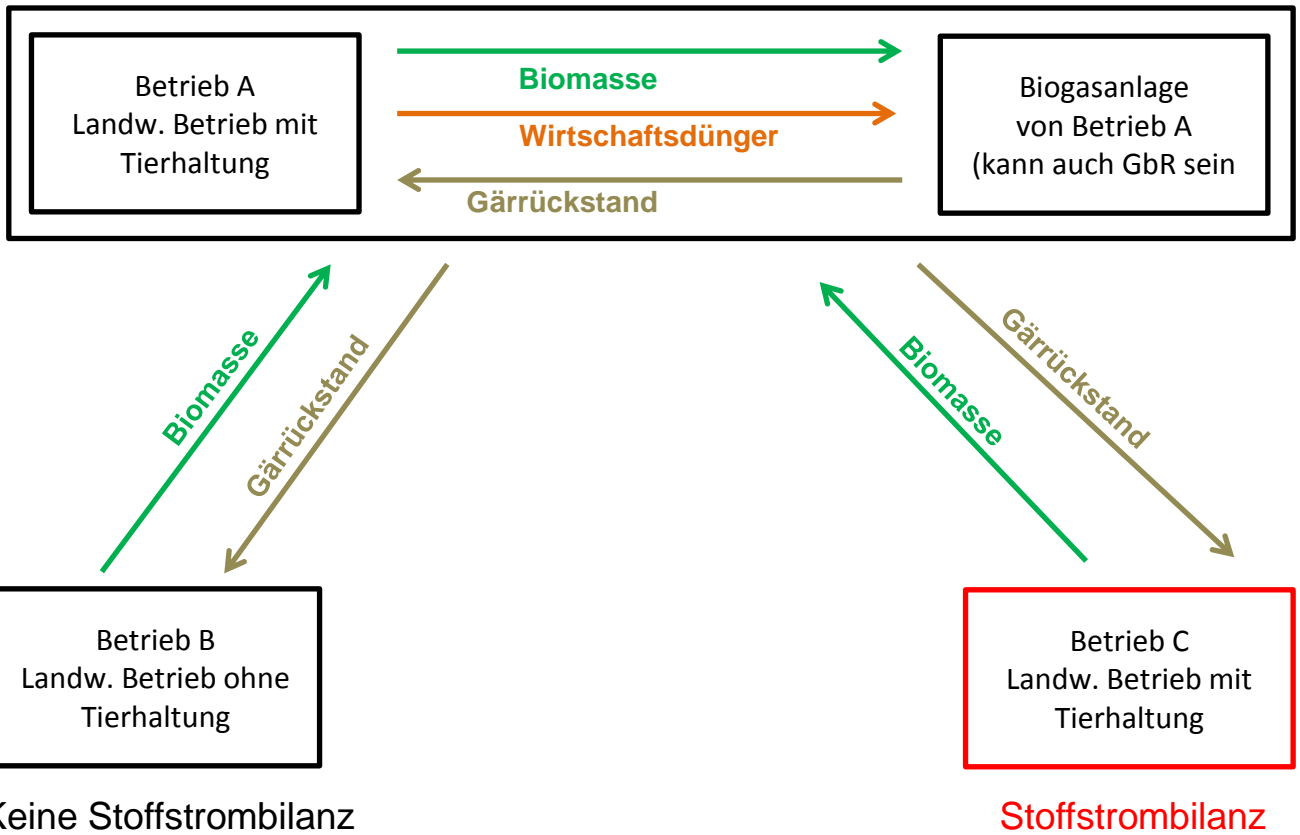 Betrieb A
Landw. Betrieb mit
Tierhaltung
Biomasse
Wirtschaftsdünger
Gärrückstand
Biogasanlage
von Betrieb A
(kann auch GbR sein
Biomasse
Gärrückstand
Biomasse
Gärrückstand
Betrieb B
Landw. Betrieb ohne
Tierhaltung
Betrieb C
Landw. Betrieb mit
Tierhaltung
Keine Stoffstrombilanz
Stoffstrombilanz